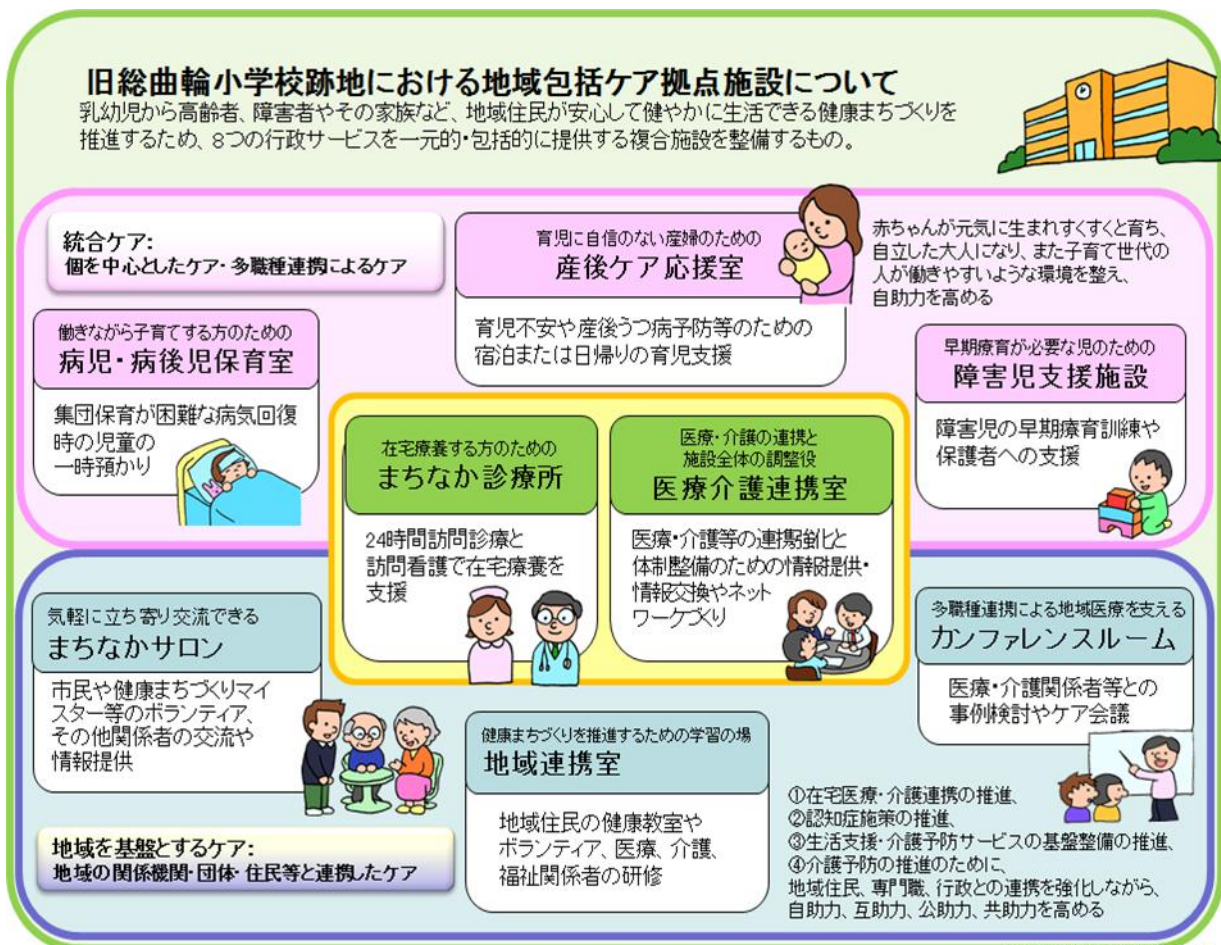 旧総曲輪小学校跡地における地域包括ケア拠点施設について
乳幼児から高齢者、障害者やその家族など、地域住民が安心して健やかに生活できる健康まちづくりを
推進するため、8つの行政サービスを一元的・包括的に提供する複合施設を整備するもの。
統合ケア:
個を中心としたケア・多職種連携によるケア
育児に自信のない産婦のための
産後ケア応援室
育児不安や産後うつ病予防等のための
宿泊または日帰りの育児支援
赤ちゃんが元気に生まれすくすくと育ち、
自立した大人になり、また子育て世代の
人が働きやすいような環境を整え、
自助力を高める
働きながら子育てする方のための
病児・病後児保育室
集団保育が困難な病気回復
時の児童の
一時預かり
早期療育が必要な児のための
障害児支援施設
障害児の早期療育訓練や
保護者への支援
在宅療養する方のための
まちなか診療所
24時間訪問診療と
訪問看護で在宅療養を
支援
医療・介護の連携と
施設全体の調整役
医療介護連携室
医療・介護等の連携強化と
体制整備のための情報提供・
情報交換やネット
ワークづくり
気軽に立ち寄り交流できる
まちなかサロン
市民や健康まちづくりマイ
スター等のボランティア、
その他関係者の交流や
情報提供
健康まちづくりを推進するための学習の場
地域連携室
地域住民の健康教室や
ボランティア、医療、介護、
福祉関係者の研修
多職種連携による地域医療を支える
カンファレンスルーム
医療・介護関係者等との
事例検討やケア会議
地域を基盤とするケア:
地域の関係機関・団体・住民等と連携したケア
①在宅医療・介護連携の推進、
②認知症施策の推進、
③生活支援・介護予防サービスの基盤整備の推進、
④介護予防の推進のために、
地域住民、専門職、行政との連携を強化しながら、
自助力、互助力、公助力、共助力を高める